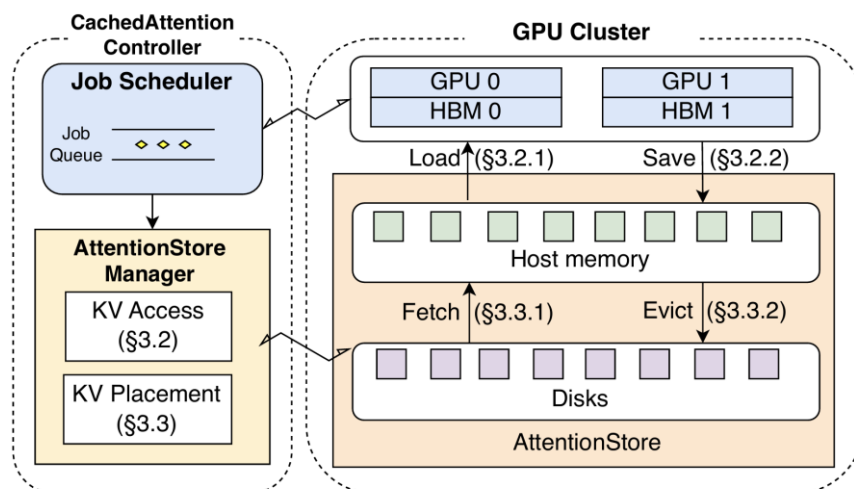 CachedAttention
Controller
Job Scheduler
Job
Queue
AttentionStore
Manager
KV Access
(§3.2)
KV Placement
(§3.3)
GPU Cluster
GPU 0
HBM 0
GPU 1
HBM 1
Load (§3.2.1)
Save (§3.2.2)
Host memory
Fetch (§3.3.1)
Evict (§3.3.2)
Disks
AttentionStore